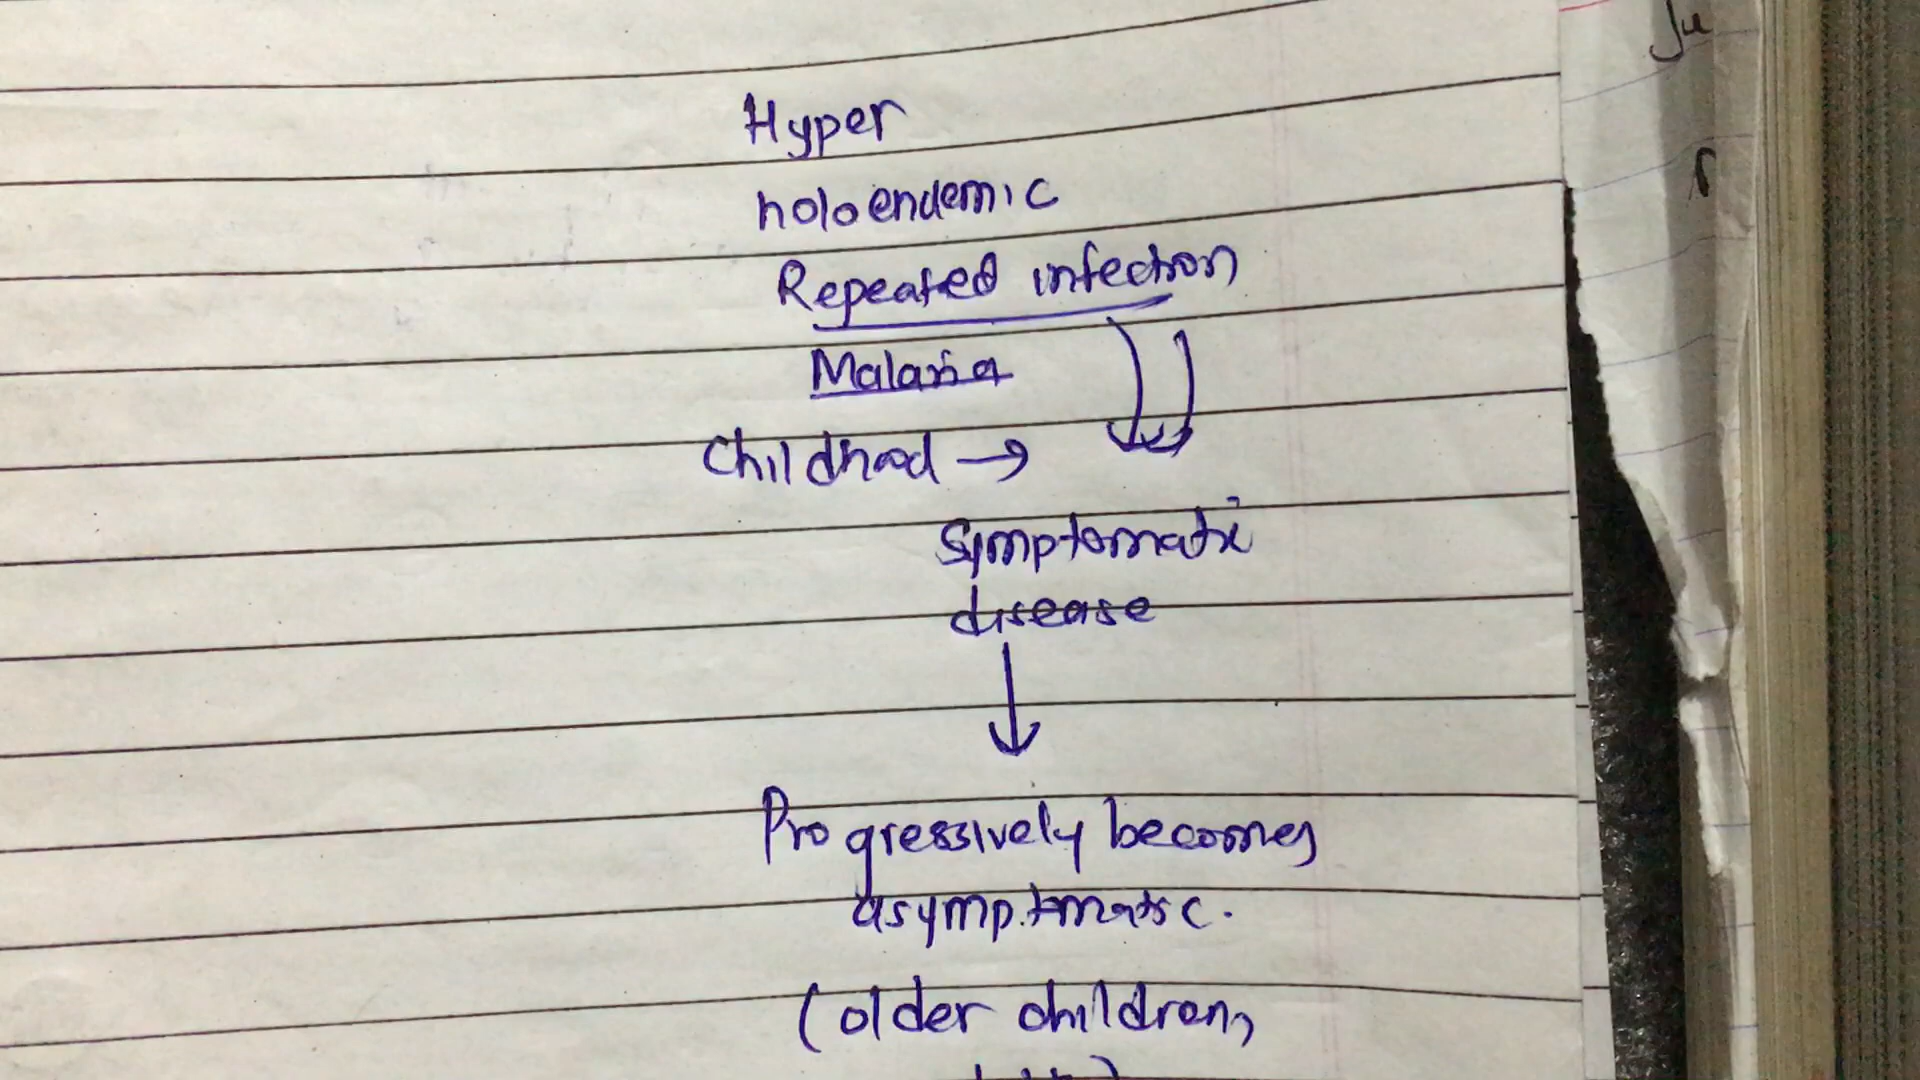 Hyper
holoendemic
Repeated infection
Malaria
Childhood →
Symptomatic
disease
Progressively becomes
asymptomatic.
(older children,